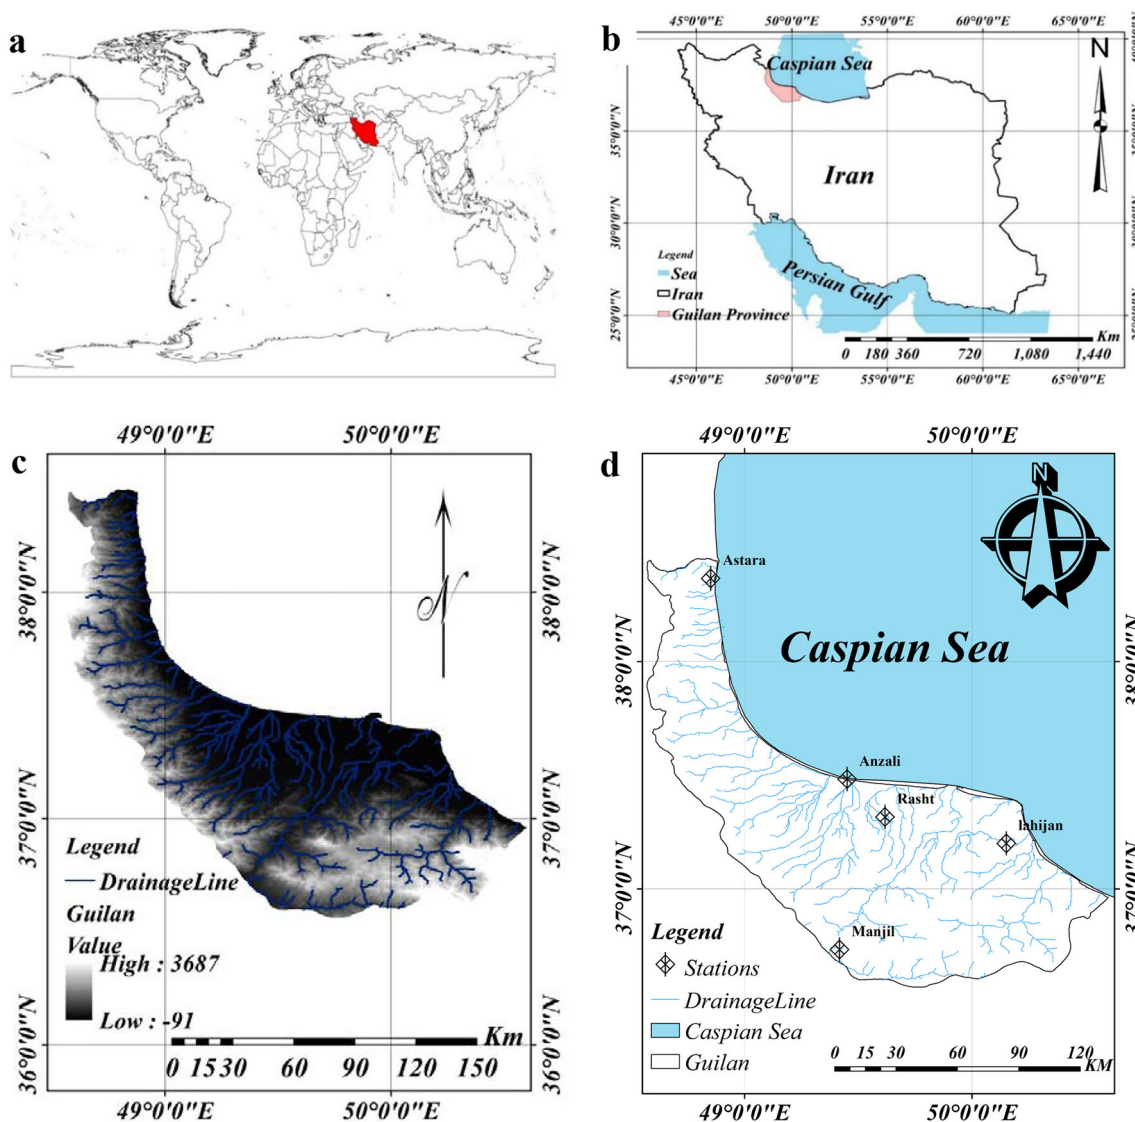 a
b
45°0'0"E 50°0'0"E 55°0'0"E 60°0'0"E 65°0'0"E
Caspian Sea
N
35°0'0"N
Iran
30°0'0"N
Legend
Sea
Iran
Guilan Province
Persian Gulf
25°0'0"N
Km
0 180 360 720 1,080 1,440
45°0'0"E 50°0'0"E 55°0'0"E 60°0'0"E 65°0'0"E
c
49°0'0"E 50°0'0"E
38°0'0"N 38°0'0"N
N
37°0'0"N 37°0'0"N
Legend
DrainageLine
Guilan
Value
High : 3687
Low : -91
36°0'0"N 36°0'0"N
Km
0 15 30 60 90 120 150
49°0'0"E 50°0'0"E
d
49°0'0"E 50°0'0"E
N
Astara
Caspian Sea
38°0'0"N 38°0'0"N
Anzali
Rasht
lahijan
37°0'0"N 37°0'0"N
Manjil
Legend
Stations
DrainageLine
Caspian Sea
Guilan
0 15 30 60 90 120
KM
49°0'0"E 50°0'0"E